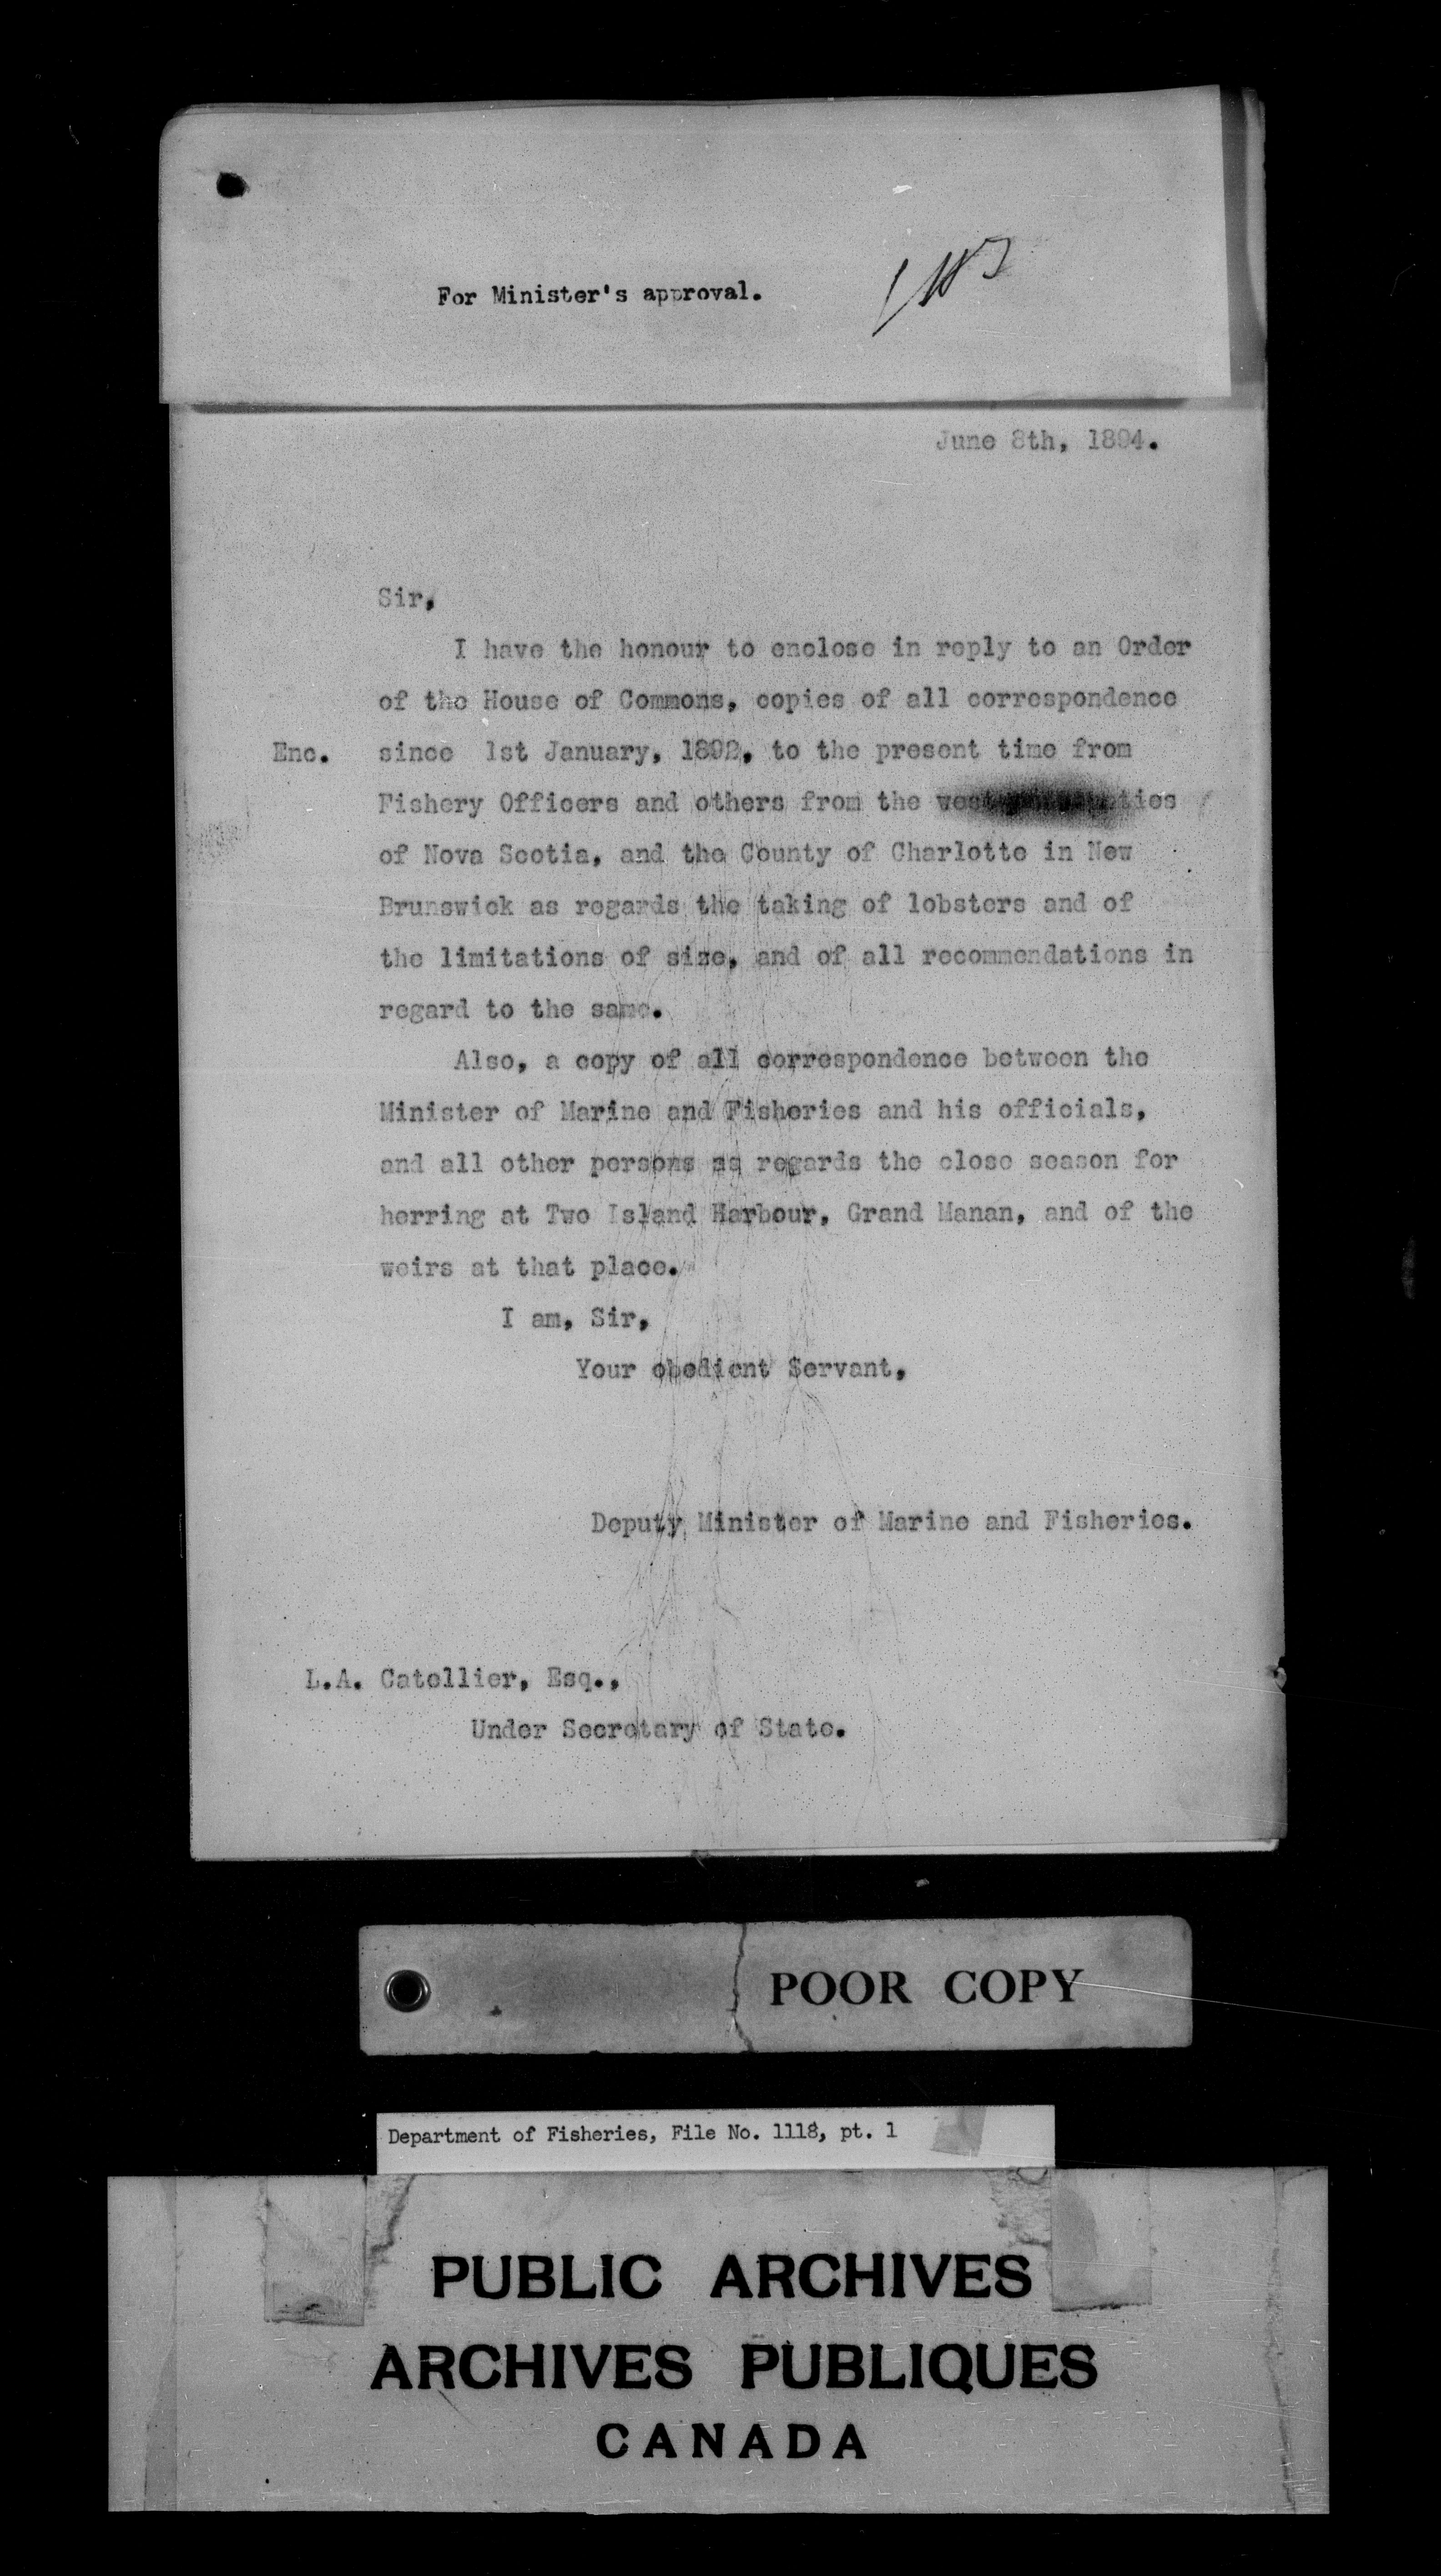 For Minister's approval.
June 8th, 1894.
Sir,
I have the honour to enclose in reply to an Order
of the House of Commons, copies of all correspondence
Enc. since 1st January, 1892, to the present time from
Fishery Officers and others from the
of Nova Scotia, and the County of Charlotte in New
Brunswick as regards the taking of lobsters and of
the limitations of size, and of all recommendations in
regard to the same.
Also, a copy of all correspondence between the
Minister of Marine and Fisheries and his officials,
and all other persons as regards the close season for
herring at Two Island Harbour, Grand Manan, and of the
weirs at that place.
I am, Sir,
Your obedient Servant,
Deputy Minister of Marine and Fisheries.
L.A. Catellier, Esq.,
Under Secretary of State.
POOR COPY
Department of Fisheries, File No. 1118, pt. 1
PUBLIC ARCHIVES
ARCHIVES PUBLIQUES
CANADA